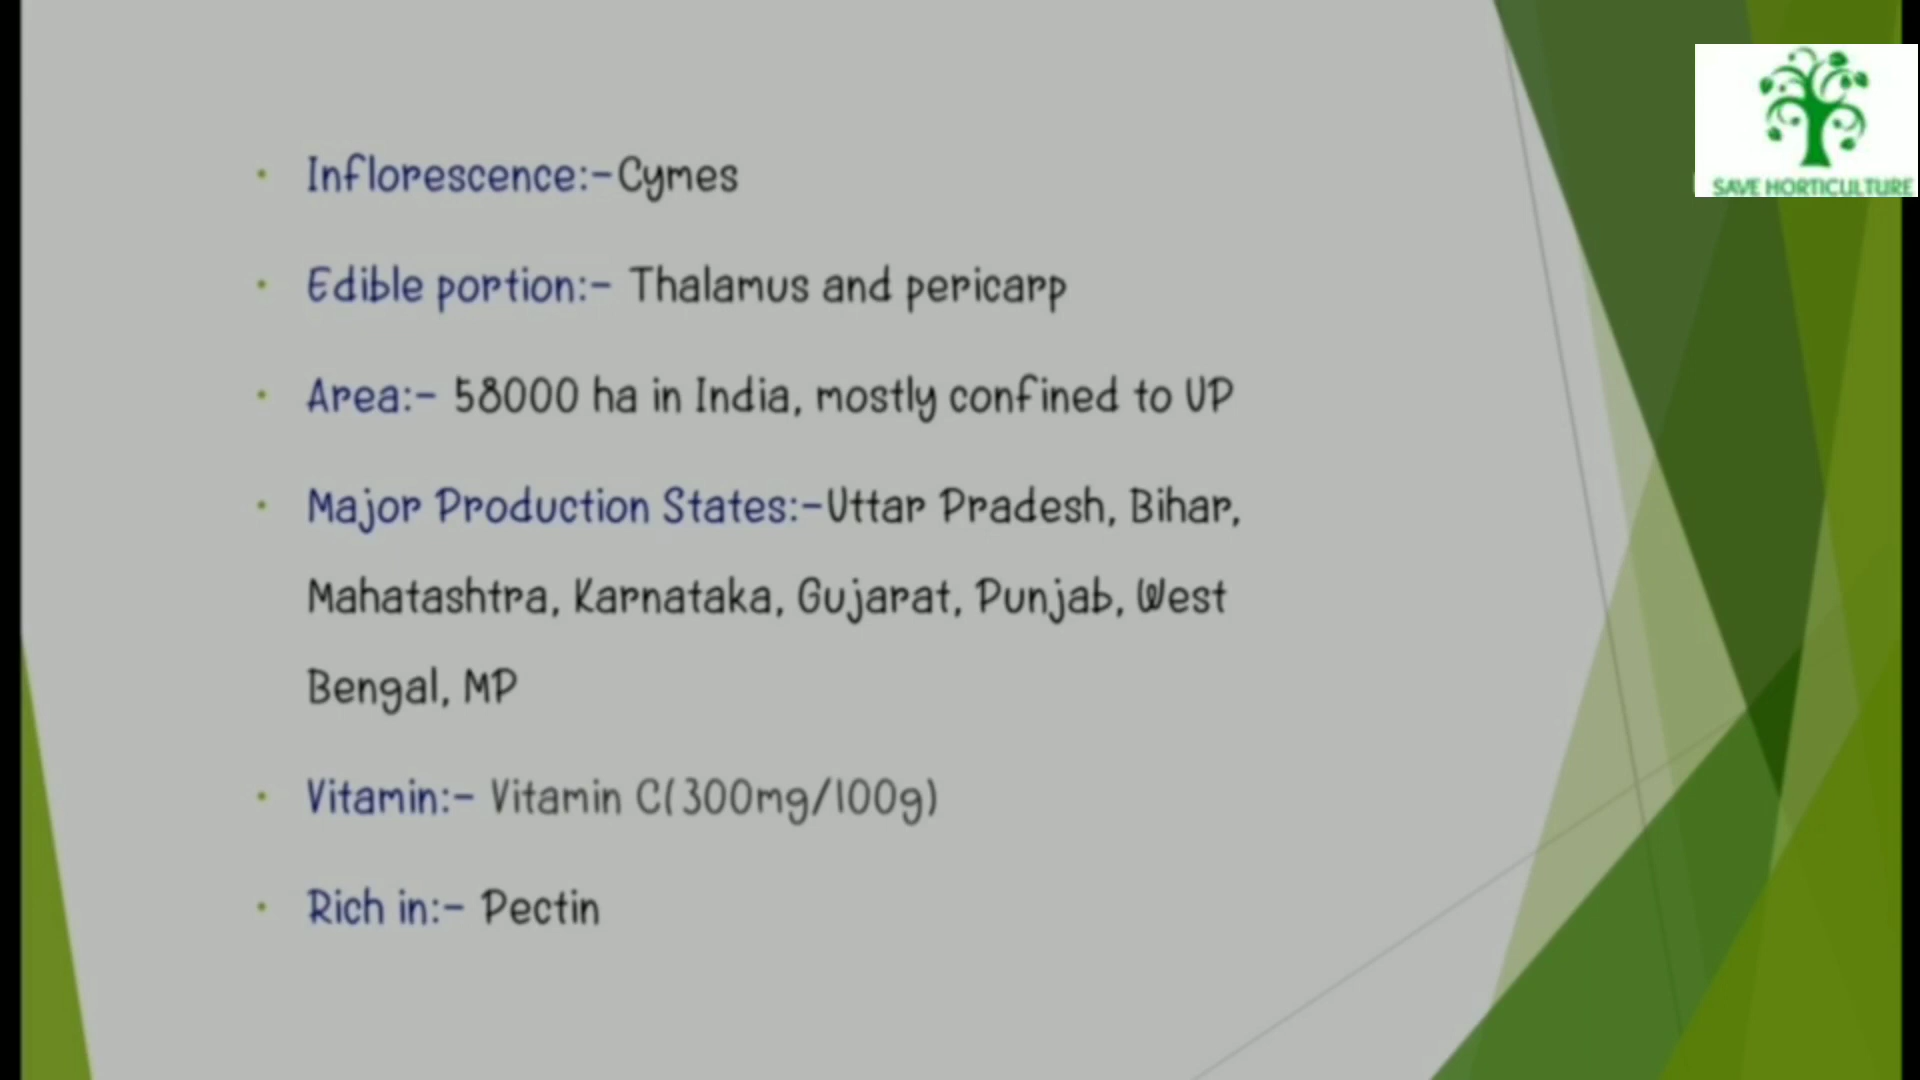 SAVE HORTICULTURE
• Inflorescence:-Cymes
• Edible portion:- Thalamus and pericarp
• Area:- 58000 ha in India, mostly confined to UP
• Major Production States:-Uttar Pradesh, Bihar,
Mahatashtra, Karnataka, Gujarat, Punjab, West
Bengal, MP
• Vitamin:- Vitamin C(300mg/100g)
• Rich in:- Pectin